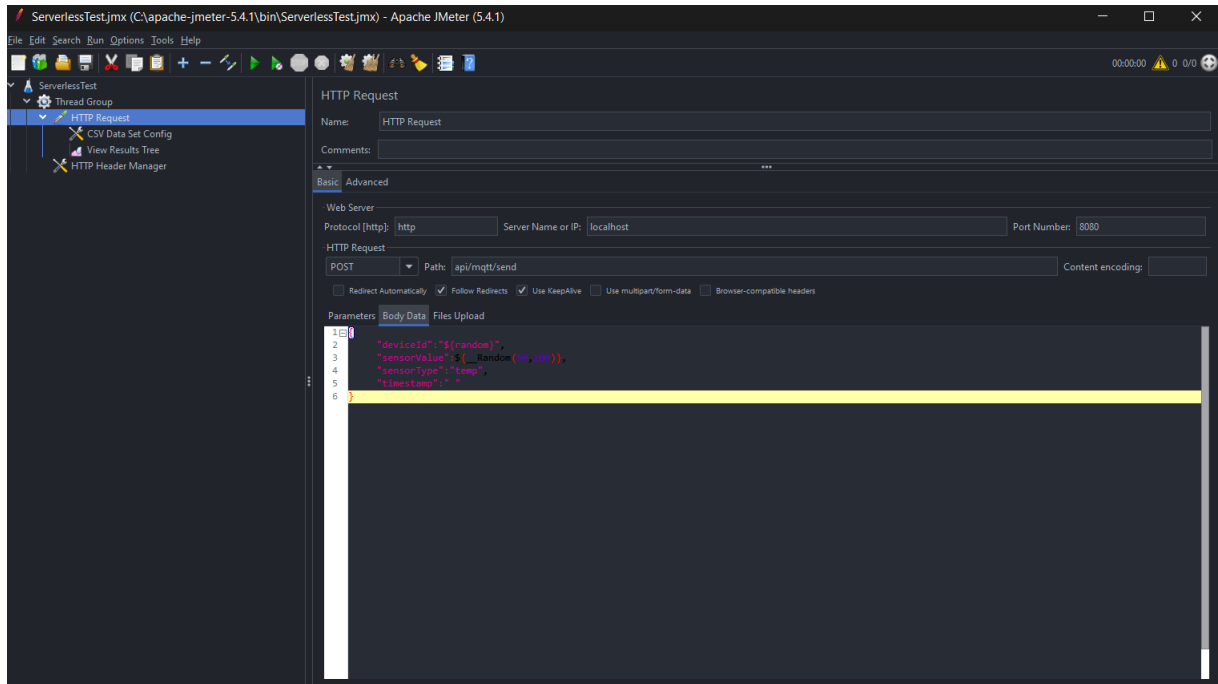 ServerlessTest.jmx (C:\apache-jmeter-5.4.1\bin\ServerlessTest.jmx) - Apache JMeter (5.4.1)
File Edit Search Run Options Tools Help
00:00:00 0 0/0
ServerlessTest
Thread Group
HTTP Request
CSV Data Set Config
View Results Tree
HTTP Header Manager
HTTP Request
Name: HTTP Request
Comments:
Basic Advanced
Web Server
Protocol [http]: http Server Name or IP: localhost Port Number: 8080
HTTP Request
POST Path: api/mqtt/send Content encoding:
Redirect Automatically Follow Redirects Use KeepAlive Use multipart/form-data Browser-compatible headers
Parameters Body Data Files Upload
1 {
2 "deviceId":"${random}",
3 "sensorValue":${__Random(
4 "sensorType":"temp",
5 "timestamp":" "
6 }